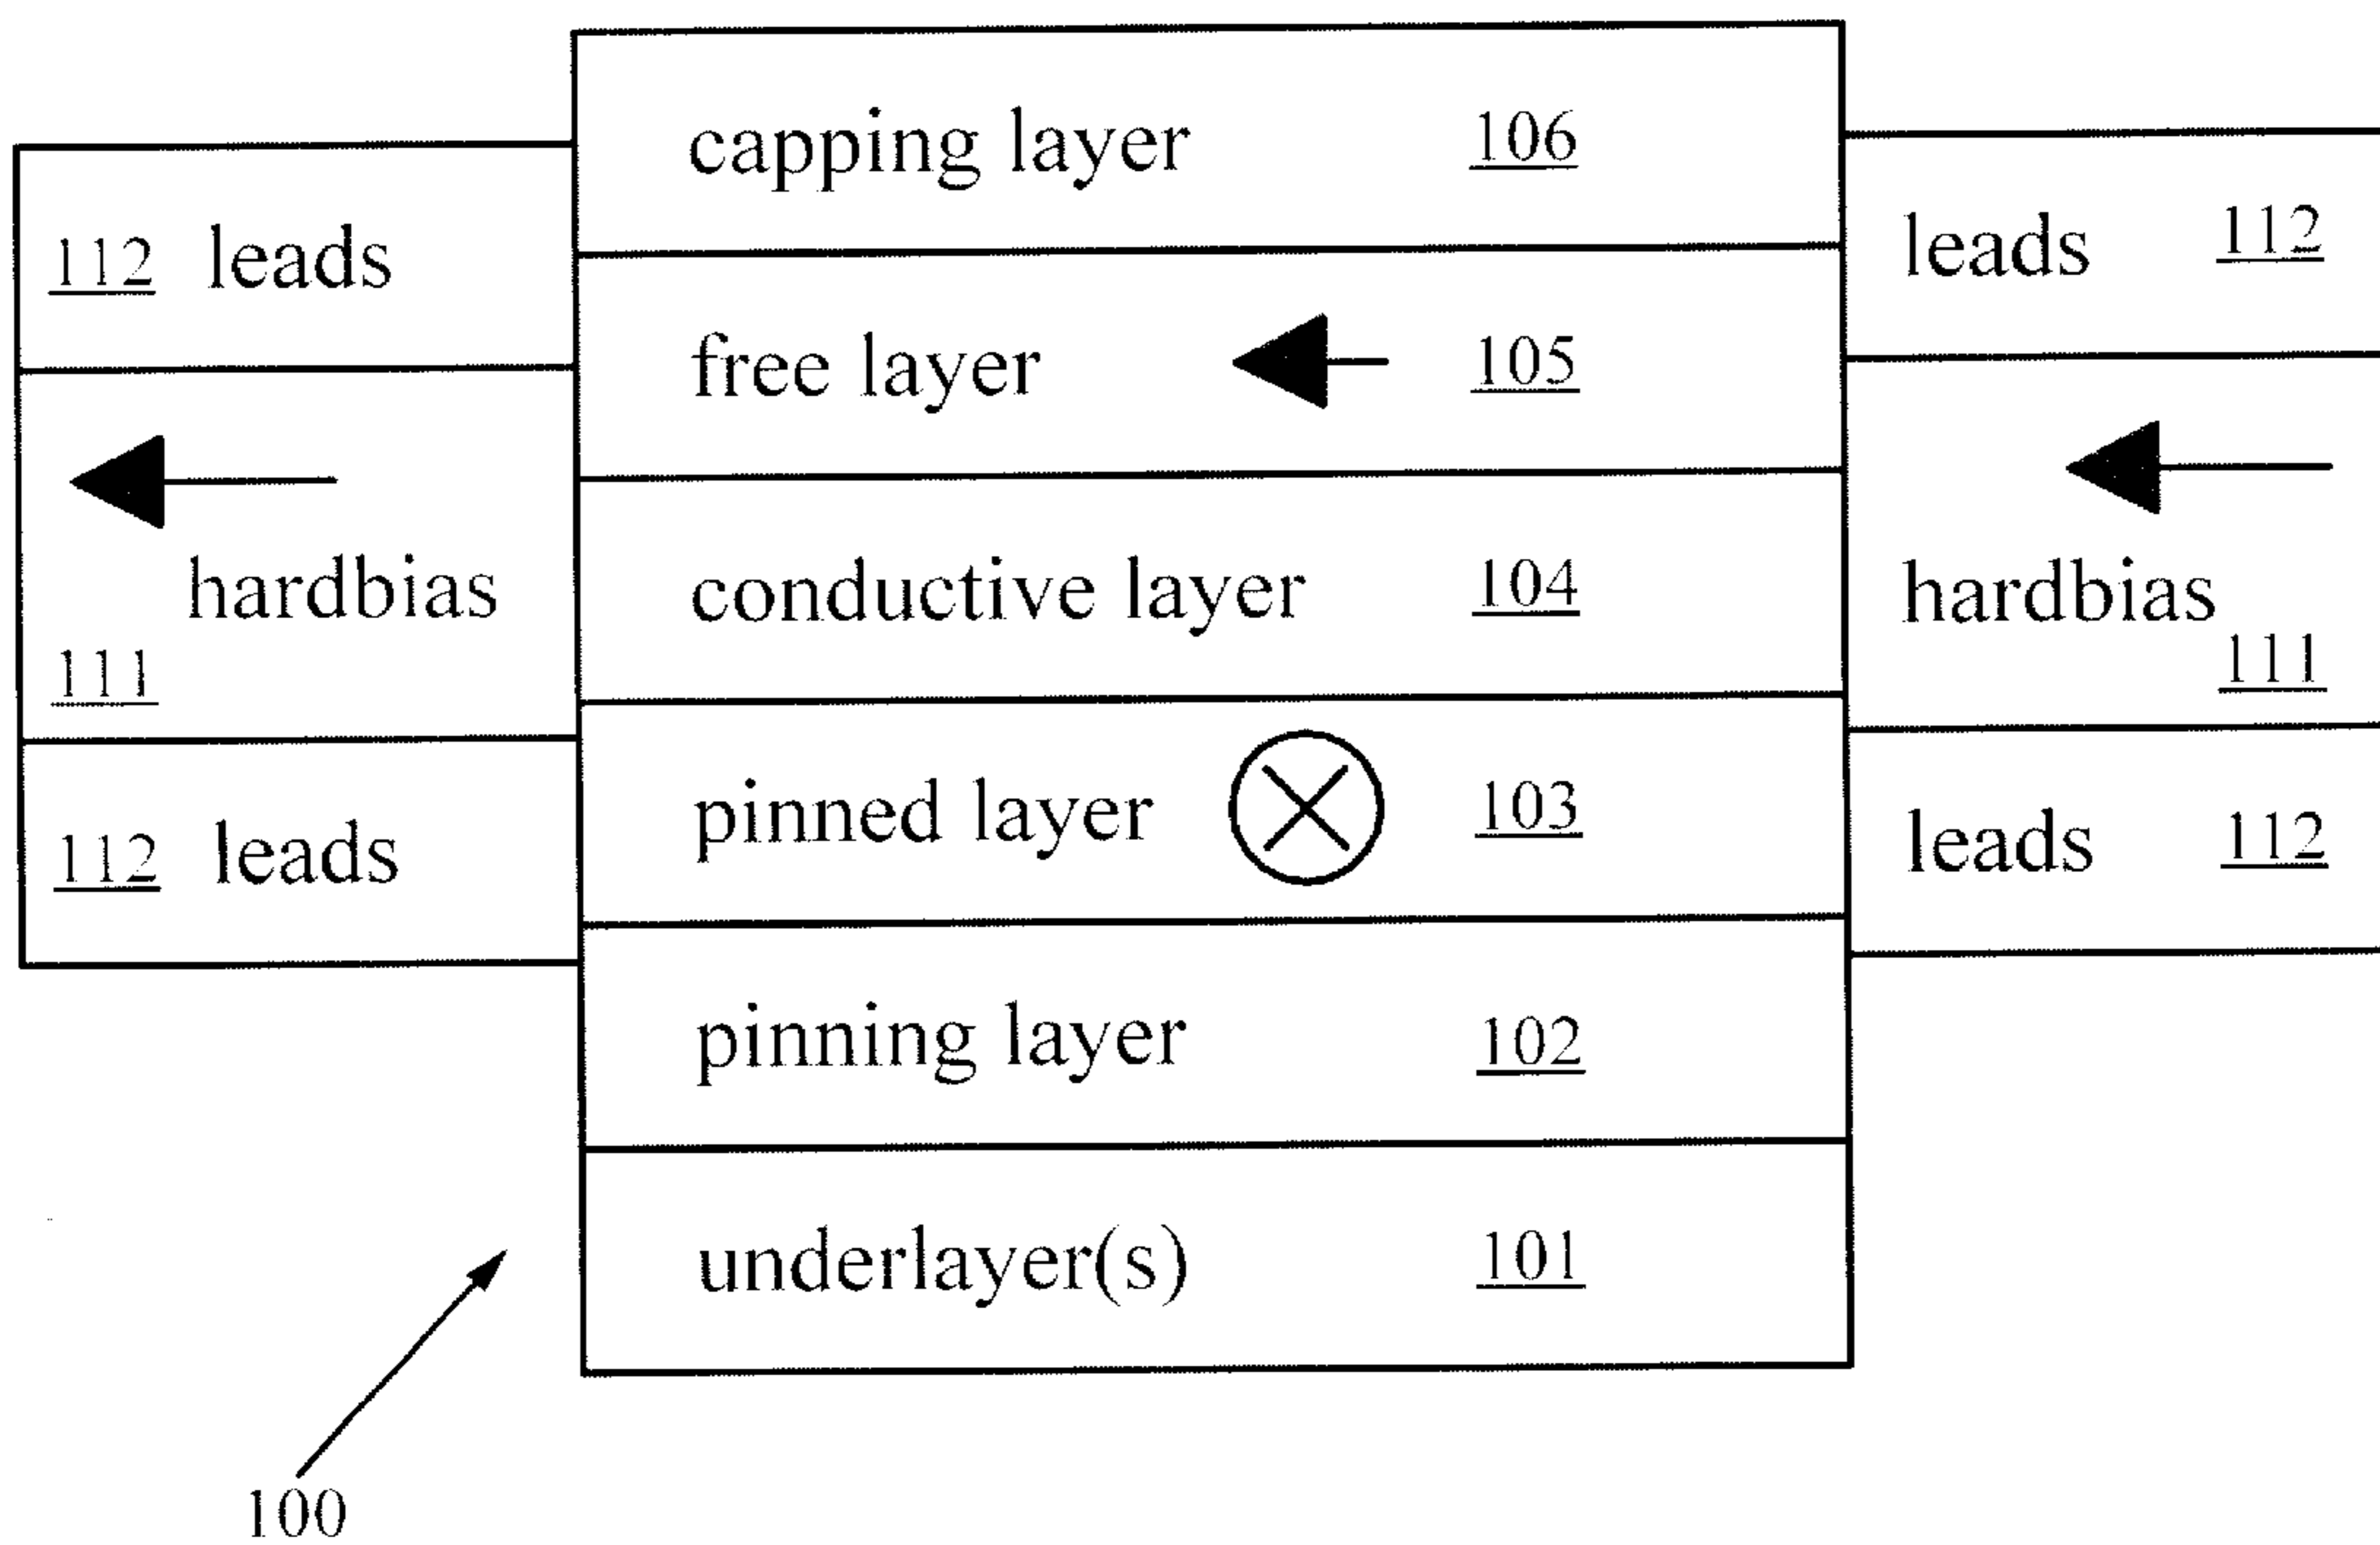 capping layer 106
112 leads
leads 112
free layer 105
hardbias
111
conductive layer 104
hardbias
111
pinned layer 103
112 leads
leads 112
pinning layer 102
underlayer(s) 101
100